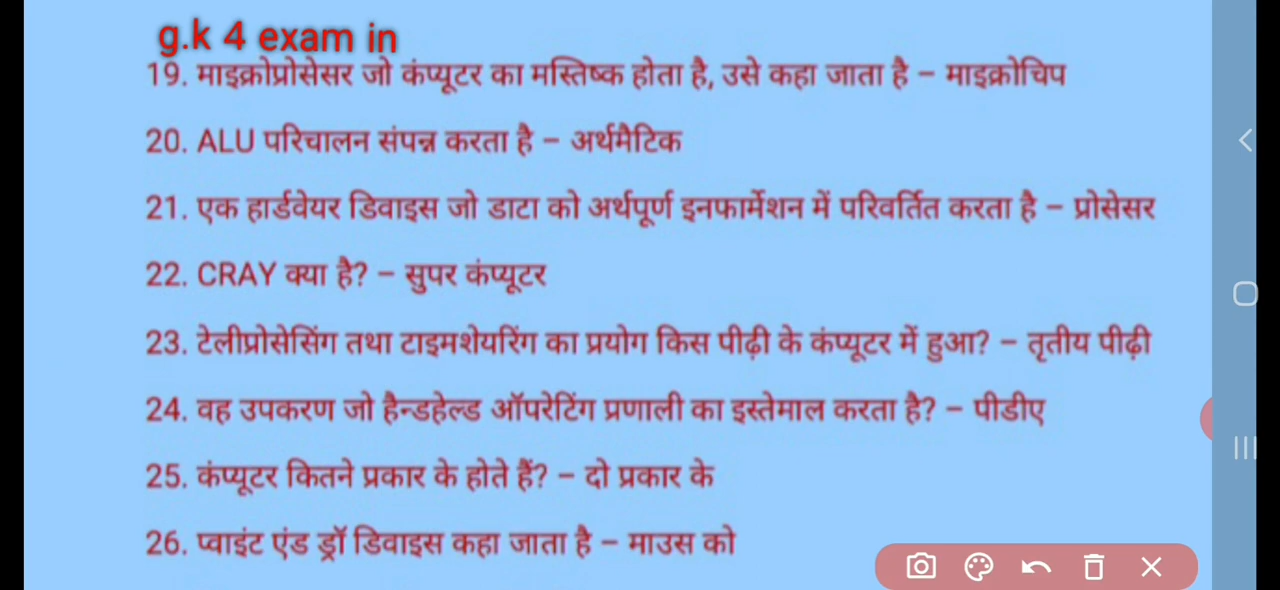 g.k 4 exam in
19. माइक्रोप्रोसेसर जो कंप्यूटर का मस्तिष्क होता है, उसे कहा जाता है – माइक्रोचिप
20. ALU परिचालन संपन्न करता है – अर्थमैटिक
21. एक हार्डवेयर डिवाइस जो डाटा को अर्थपूर्ण इनफार्मेशन में परिवर्तित करता है – प्रोसेसर
22. CRAY क्या है? – सुपर कंप्यूटर
23. टेलीप्रोसेसिंग तथा टाइमशेयरिंग का प्रयोग किस पीढ़ी के कंप्यूटर में हुआ? – तृतीय पीढ़ी
24. वह उपकरण जो हैन्डहेल्ड ऑपरेटिंग प्रणाली का इस्तेमाल करता है? – पीडीए
25. कंप्यूटर कितने प्रकार के होते हैं? – दो प्रकार के
26. प्वाइंट एंड ड्रॉ डिवाइस कहा जाता है – माउस को